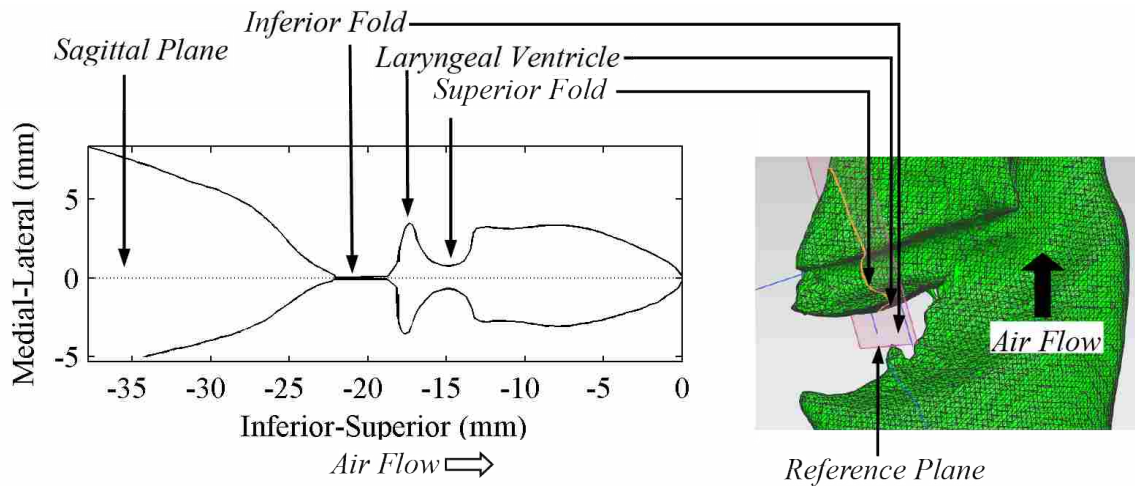 Inferior Fold
Sagittal Plane
Laryngeal Ventricle
Superior Fold
Medial-Lateral (mm)
5
0
-5
-35
-30
-25
-20
-15
-10
-5
0
Inferior-Superior (mm)
Air Flow
Air Flow
Reference Plane